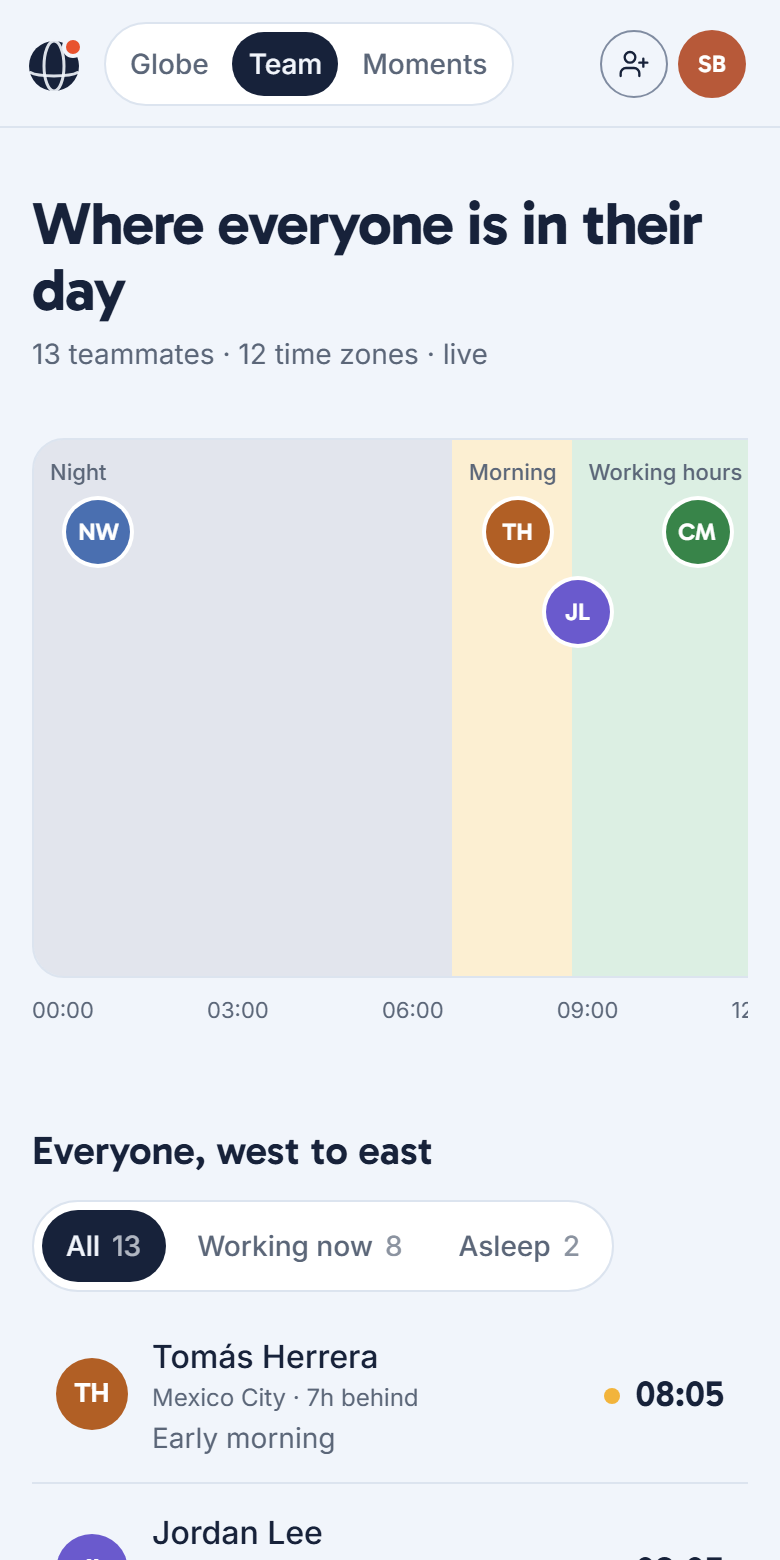 Globe Team Moments SB
Where everyone is in their
day
13 teammates · 12 time zones · live
Night Morning Working hours
NW TH CM
JL
00:00 03:00 06:00 09:00 12
Everyone, west to east
All 13 Working now 8 Asleep 2
Tomás Herrera
TH Mexico City · 7h behind 08:05
Early morning
Jordan Lee